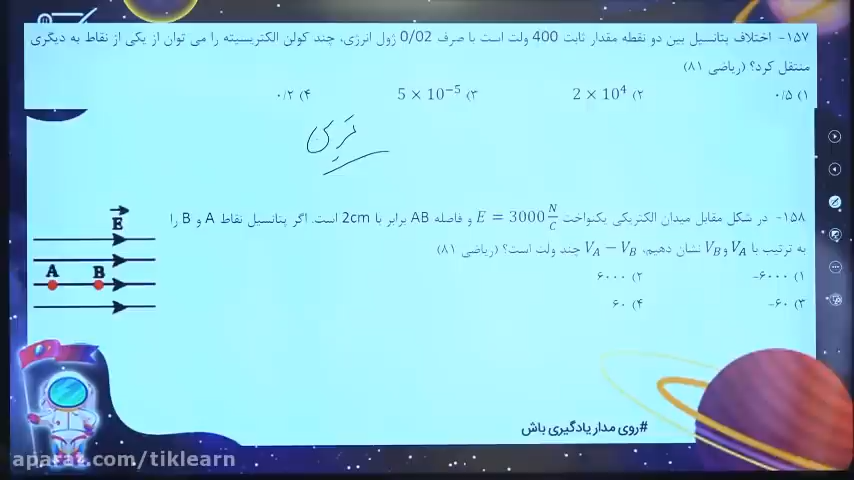 ۱۵۷- اختلاف پتانسیل بین دو نقطه مقدار ثابت 400 ولت است با صرف 0/02 ژول انرژی، چند کولن الکتریسیته را می توان از یکی از نقاط به دیگری
منتقل کرد؟ (ریاضی ۸۱)
۱) ۰/۵ ۲) 2 × 10⁴ ۳) 5 × 10⁻⁵ ۴) ۰/۲
۱۵۸- در شکل مقابل میدان الکتریکی یکنواخت E = 3000 N/C و فاصله AB برابر با 2cm است. اگر پتانسیل نقاط A و B را
به ترتیب با V_A و V_B نشان دهیم، V_A − V_B چند ولت است؟ (ریاضی ۸۱)
۱) ۶۰۰۰- ۲) ۶۰۰۰
۳) ۶۰- ۴) ۶۰
E
A B
#روی مدار یادگیری باش
aparat.com/tiklearn